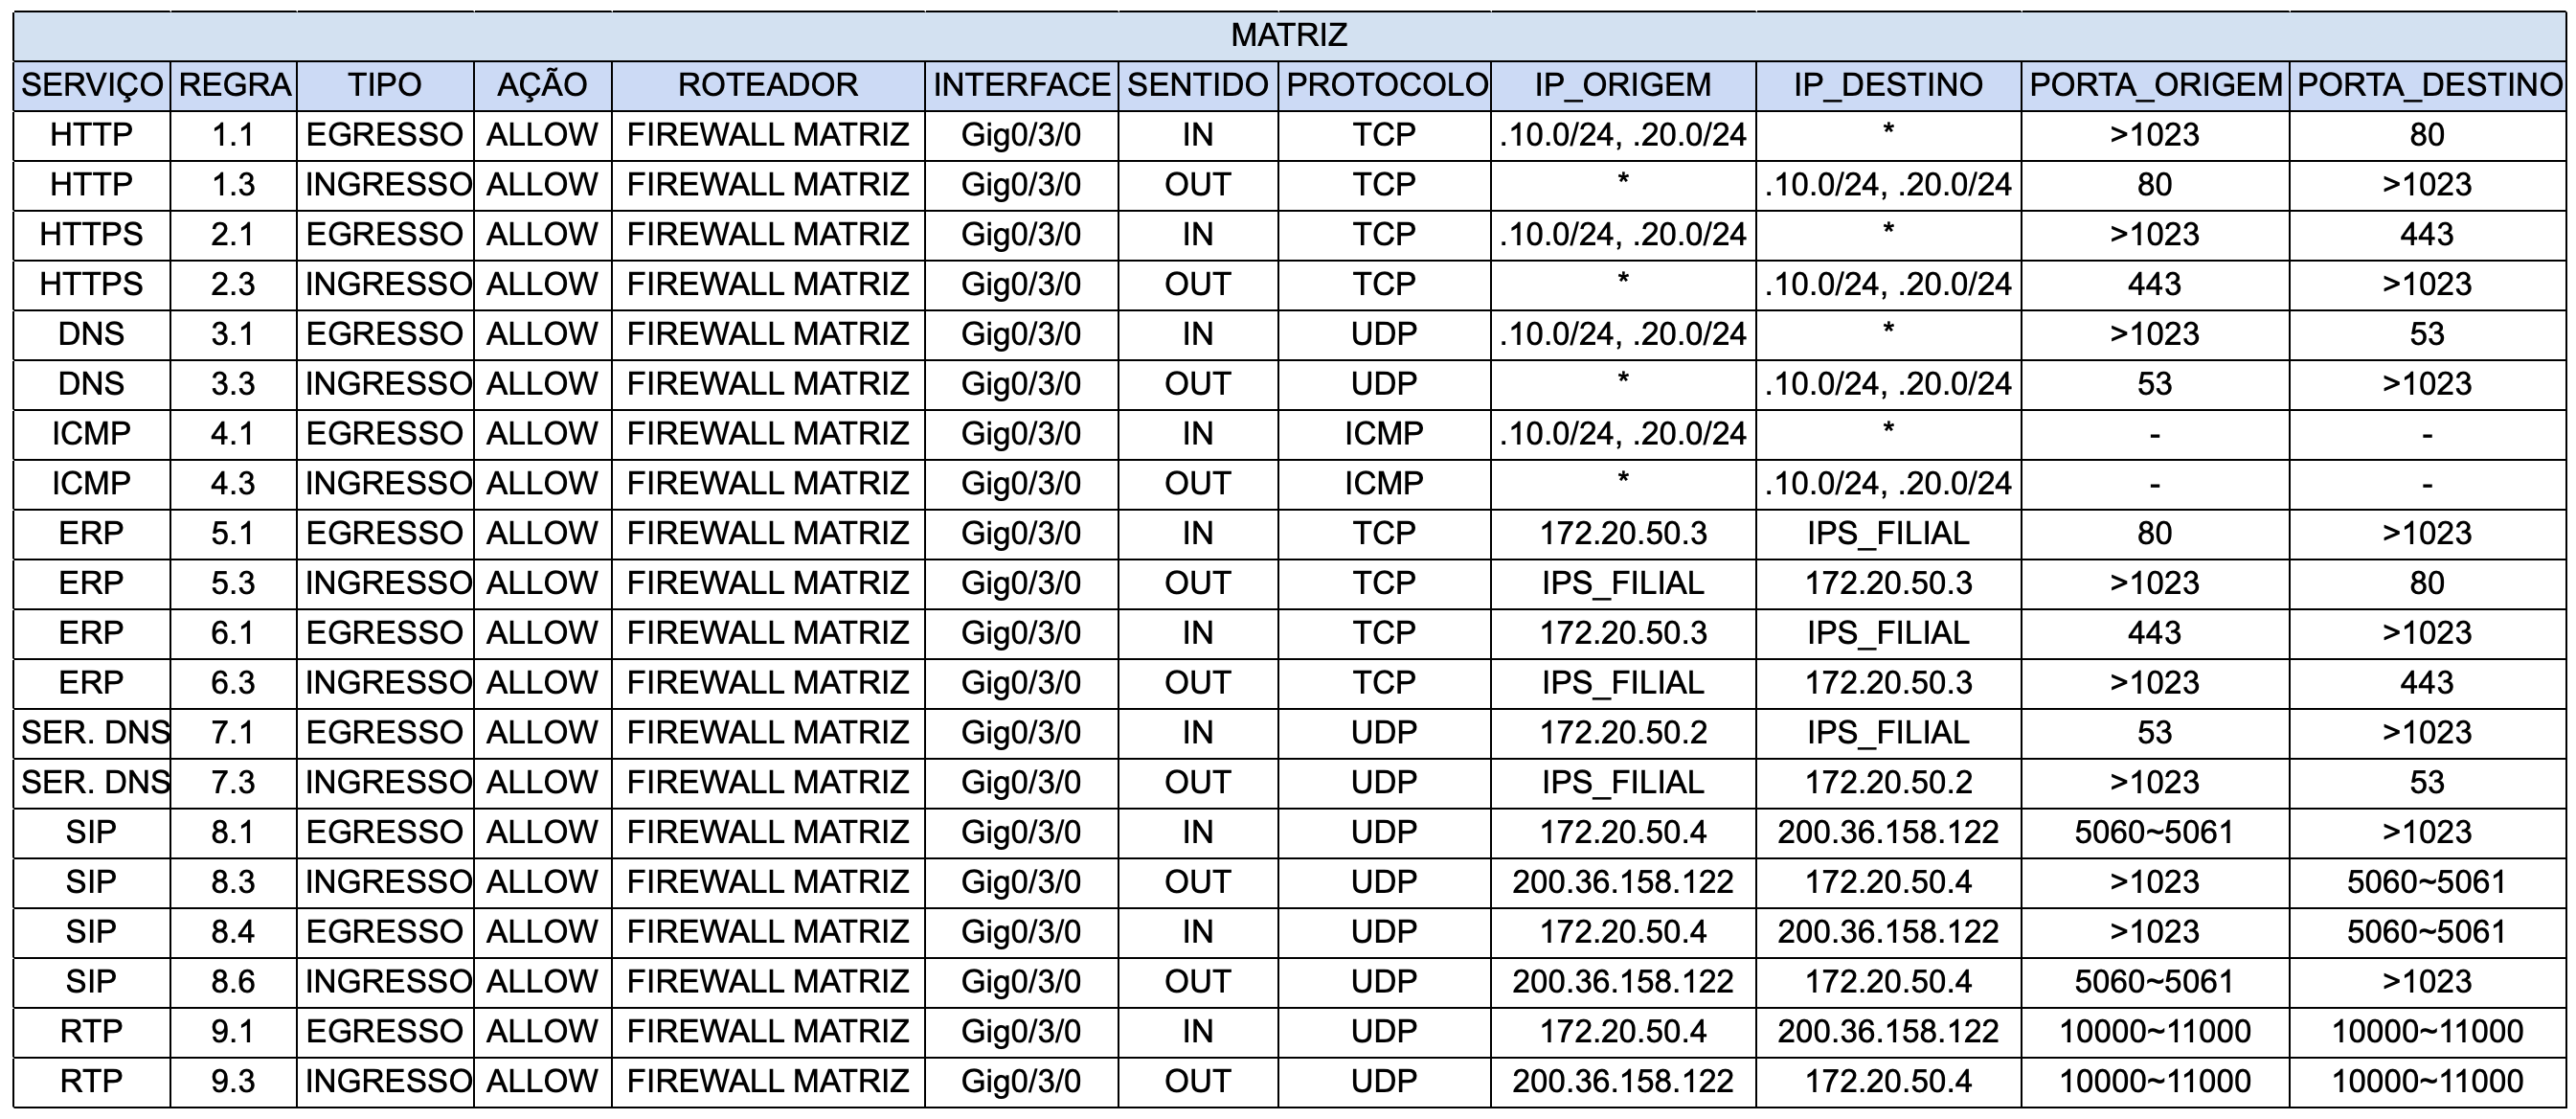 MATRIZ
SERVIÇO REGRA TIPO AÇÃO ROTEADOR INTERFACE SENTIDO PROTOCOLO IP_ORIGEM IP_DESTINO PORTA_ORIGEM PORTA_DESTINO
HTTP 1.1 EGRESSO ALLOW FIREWALL MATRIZ Gig0/3/0 IN TCP .10.0/24, .20.0/24 * >1023 80
HTTP 1.3 INGRESSO ALLOW FIREWALL MATRIZ Gig0/3/0 OUT TCP * .10.0/24, .20.0/24 80 >1023
HTTPS 2.1 EGRESSO ALLOW FIREWALL MATRIZ Gig0/3/0 IN TCP .10.0/24, .20.0/24 * >1023 443
HTTPS 2.3 INGRESSO ALLOW FIREWALL MATRIZ Gig0/3/0 OUT TCP * .10.0/24, .20.0/24 443 >1023
DNS 3.1 EGRESSO ALLOW FIREWALL MATRIZ Gig0/3/0 IN UDP .10.0/24, .20.0/24 * >1023 53
DNS 3.3 INGRESSO ALLOW FIREWALL MATRIZ Gig0/3/0 OUT UDP * .10.0/24, .20.0/24 53 >1023
ICMP 4.1 EGRESSO ALLOW FIREWALL MATRIZ Gig0/3/0 IN ICMP .10.0/24, .20.0/24 * - -
ICMP 4.3 INGRESSO ALLOW FIREWALL MATRIZ Gig0/3/0 OUT ICMP * .10.0/24, .20.0/24 - -
ERP 5.1 EGRESSO ALLOW FIREWALL MATRIZ Gig0/3/0 IN TCP 172.20.50.3 IPS_FILIAL 80 >1023
ERP 5.3 INGRESSO ALLOW FIREWALL MATRIZ Gig0/3/0 OUT TCP IPS_FILIAL 172.20.50.3 >1023 80
ERP 6.1 EGRESSO ALLOW FIREWALL MATRIZ Gig0/3/0 IN TCP 172.20.50.3 IPS_FILIAL 443 >1023
ERP 6.3 INGRESSO ALLOW FIREWALL MATRIZ Gig0/3/0 OUT TCP IPS_FILIAL 172.20.50.3 >1023 443
SER. DNS 7.1 EGRESSO ALLOW FIREWALL MATRIZ Gig0/3/0 IN UDP 172.20.50.2 IPS_FILIAL 53 >1023
SER. DNS 7.3 INGRESSO ALLOW FIREWALL MATRIZ Gig0/3/0 OUT UDP IPS_FILIAL 172.20.50.2 >1023 53
SIP 8.1 EGRESSO ALLOW FIREWALL MATRIZ Gig0/3/0 IN UDP 172.20.50.4 200.36.158.122 5060~5061 >1023
SIP 8.3 INGRESSO ALLOW FIREWALL MATRIZ Gig0/3/0 OUT UDP 200.36.158.122 172.20.50.4 >1023 5060~5061
SIP 8.4 EGRESSO ALLOW FIREWALL MATRIZ Gig0/3/0 IN UDP 172.20.50.4 200.36.158.122 >1023 5060~5061
SIP 8.6 INGRESSO ALLOW FIREWALL MATRIZ Gig0/3/0 OUT UDP 200.36.158.122 172.20.50.4 5060~5061 >1023
RTP 9.1 EGRESSO ALLOW FIREWALL MATRIZ Gig0/3/0 IN UDP 172.20.50.4 200.36.158.122 10000~11000 10000~11000
RTP 9.3 INGRESSO ALLOW FIREWALL MATRIZ Gig0/3/0 OUT UDP 200.36.158.122 172.20.50.4 10000~11000 10000~11000